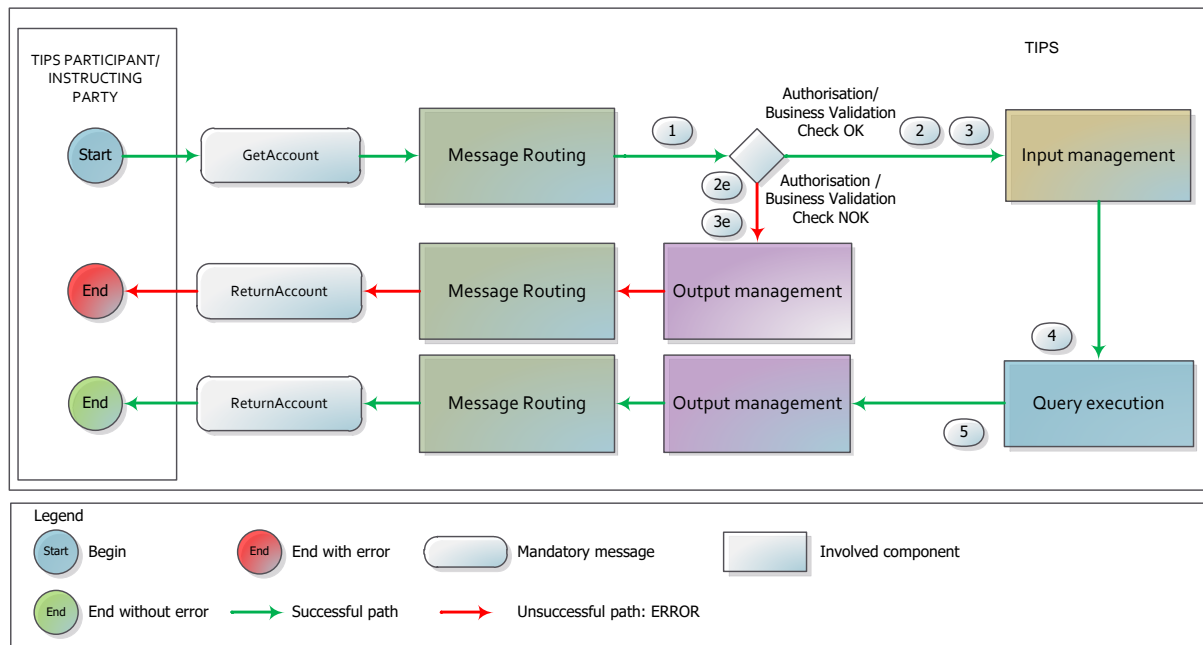 TIPS PARTICIPANT/
INSTRUCTING
PARTY
TIPS
Start
GetAccount
Message Routing
1
Authorisation/
Business Validation
Check OK
2
3
Input management
2e
3e
Authorisation /
Business Validation
Check NOK
End
ReturnAccount
Message Routing
Output management
4
End
ReturnAccount
Message Routing
Output management
5
Query execution
Legend
Start
Begin
End
End with error
Mandatory message
Involved component
End
End without error
Successful path
Unsuccessful path: ERROR